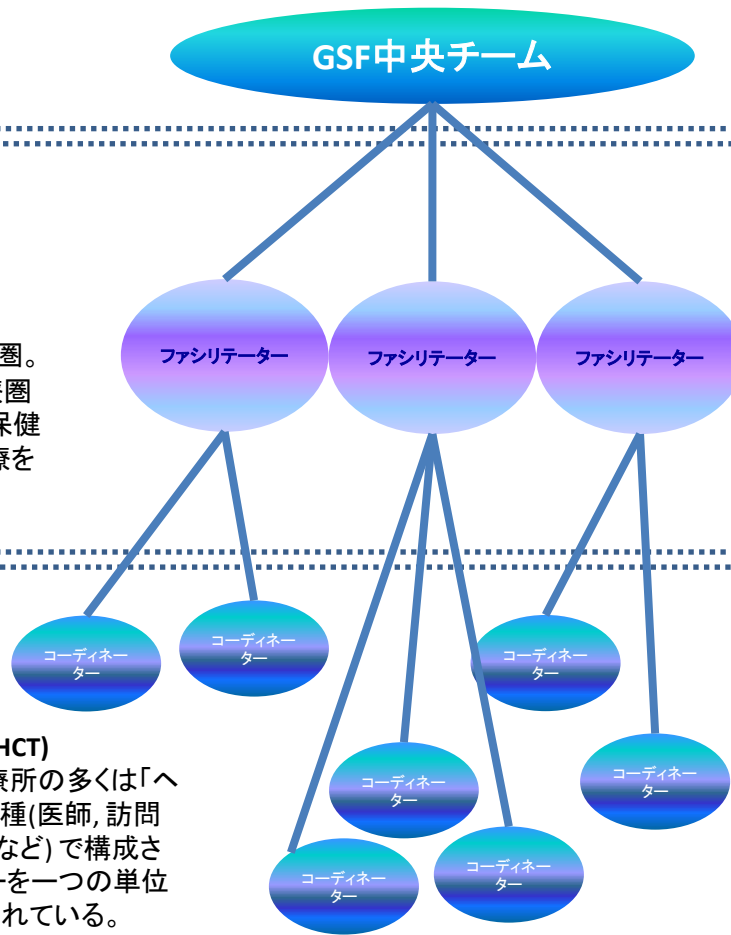 GSF中央チーム
ファシリテーター
ファシリテーター
ファシリテーター
圏。
圏
保健
療を
コーディネー
ター
コーディネー
ター
コーディネー
ター
HCT)
療所の多くは「ヘ
種(医師, 訪問
など) で構成さ
ーを一つの単位
れている。
コーディネー
ター
コーディネー
ター
コーディネー
ター
コーディネー
ター